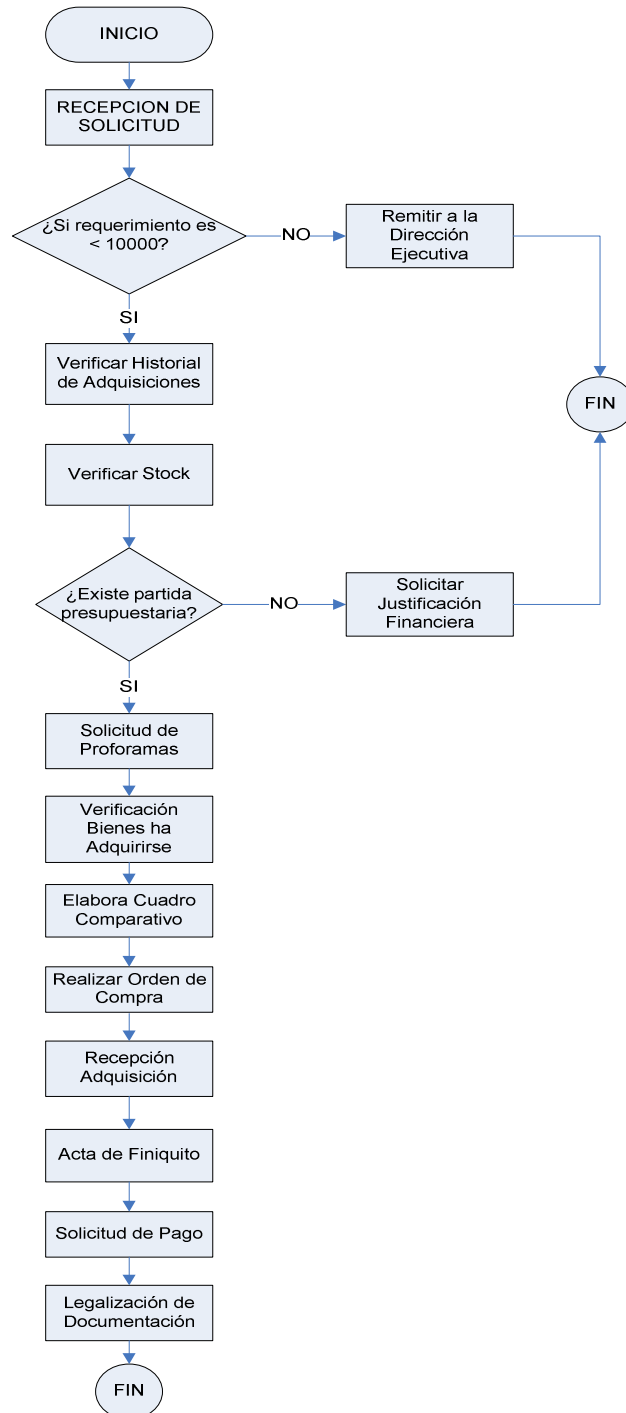 INICIO
RECEPCION DE
SOLICITUD
¿Si requerimiento es
< 10000?
NO
Remitir a la
Dirección
Ejecutiva
SI
Verificar Historial
de Adquisiciones
FIN
Verificar Stock
¿Existe partida
presupuestaria?
NO
Solicitar
Justificación
Financiera
SI
Solicitud de
Proforamas
Verificación
Bienes ha
Adquirirse
Elabora Cuadro
Comparativo
Realizar Orden de
Compra
Recepción
Adquisición
Acta de Finiquito
Solicitud de Pago
Legalización de
Documentación
FIN